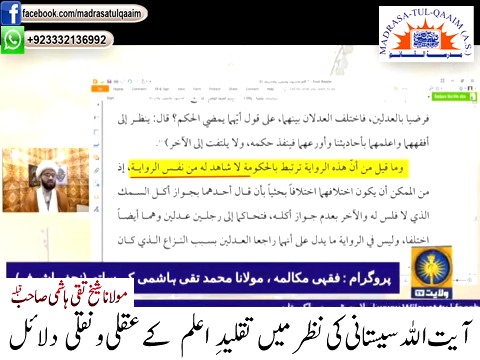 facebook.com/madrasatulqaaim
+923332136992
MADRASA-TUL-QAAIM (A.S.)
فرضيا بالعدلين، فاختلف العدلان بينهما، على قول أيهما يمضي الحكم؟ قال: ينظر إلى
أفقههما وأعلمهم بأحاديثنا وأورعهم فينفذ حكمه، ولا يلتفت إلى الآخر).
وما قيل من أنّ هذه الرواية ترتبط بالحكومة لا شاهد له من نفس الرواية، إذ
من الممكن أن يكون اختلافهما اختلافاً بحثياً بأن قال أحدهما بجواز أكل السمك
الذي لا فلس له والآخر بعدم جواز أكله، فتحاكما إلى رجلين عدلين وهما أيضاً
اختلفا، وليس في الرواية ما يدل على أنهما راجعا العدلين بسبب النزاع الذي كان
پروگرام : فقہی مکالمہ ، مولانا محمد تقی ہاشمی کے
ولایت
مولانا شیخ تقی ہاشمی صاحب قبلہ
آیت اللہ سیستانی کی نظر میں تقلیدِ اعلم کے عقلی و نقلی دلائل